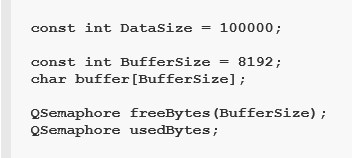 const int DataSize = 100000;
const int BufferSize = 8192;
char buffer[BufferSize];
QSemaphore freeBytes(BufferSize);
QSemaphore usedBytes;